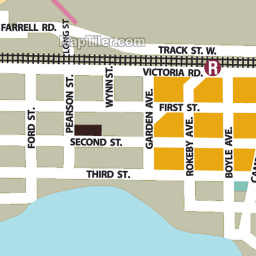 FARRELL RD.
LONG ST.
MapTiler.com
TRACK ST. W.
VICTORIA RD.
R
WYNN ST.
PEARSON ST.
FIRST ST.
FORD ST.
GARDEN AVE.
ROKEBY AVE.
BOYLE AVE.
SECOND ST.
THIRD ST.
CAM